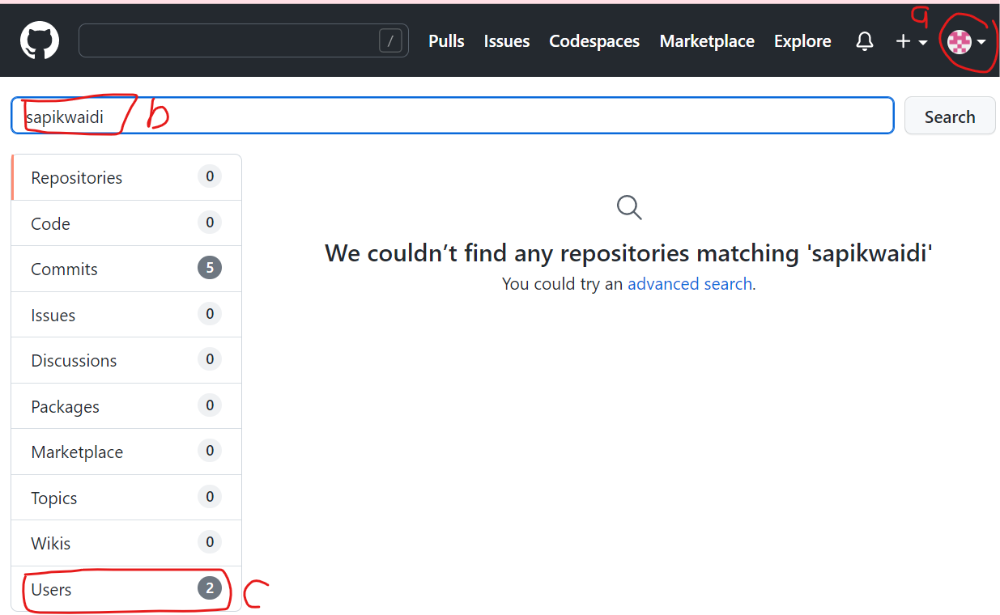 a
/ Pulls Issues Codespaces Marketplace Explore
sapikwaidi b Search
Repositories 0
Code 0
Commits 5
Issues 0
Discussions 0
Packages 0
Marketplace 0
Topics 0
Wikis 0
Users 2 c
We couldn’t find any repositories matching 'sapikwaidi'
You could try an advanced search.